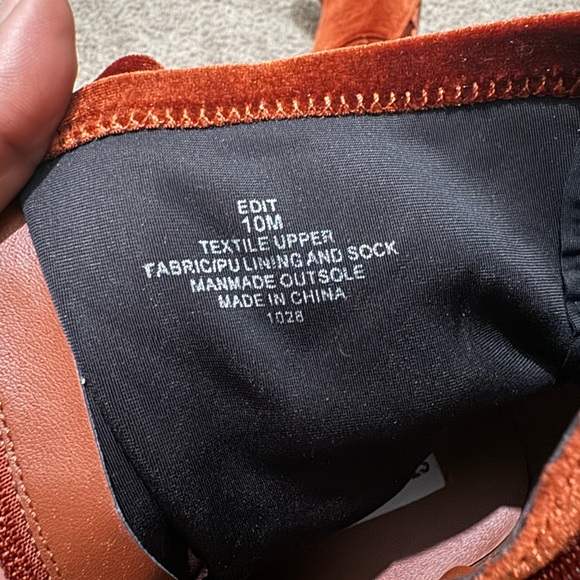 EDIT
10M
TEXTILE UPPER
FABRIC/PU LINING AND SOCK
MANMADE OUTSOLE
MADE IN CHINA
1028